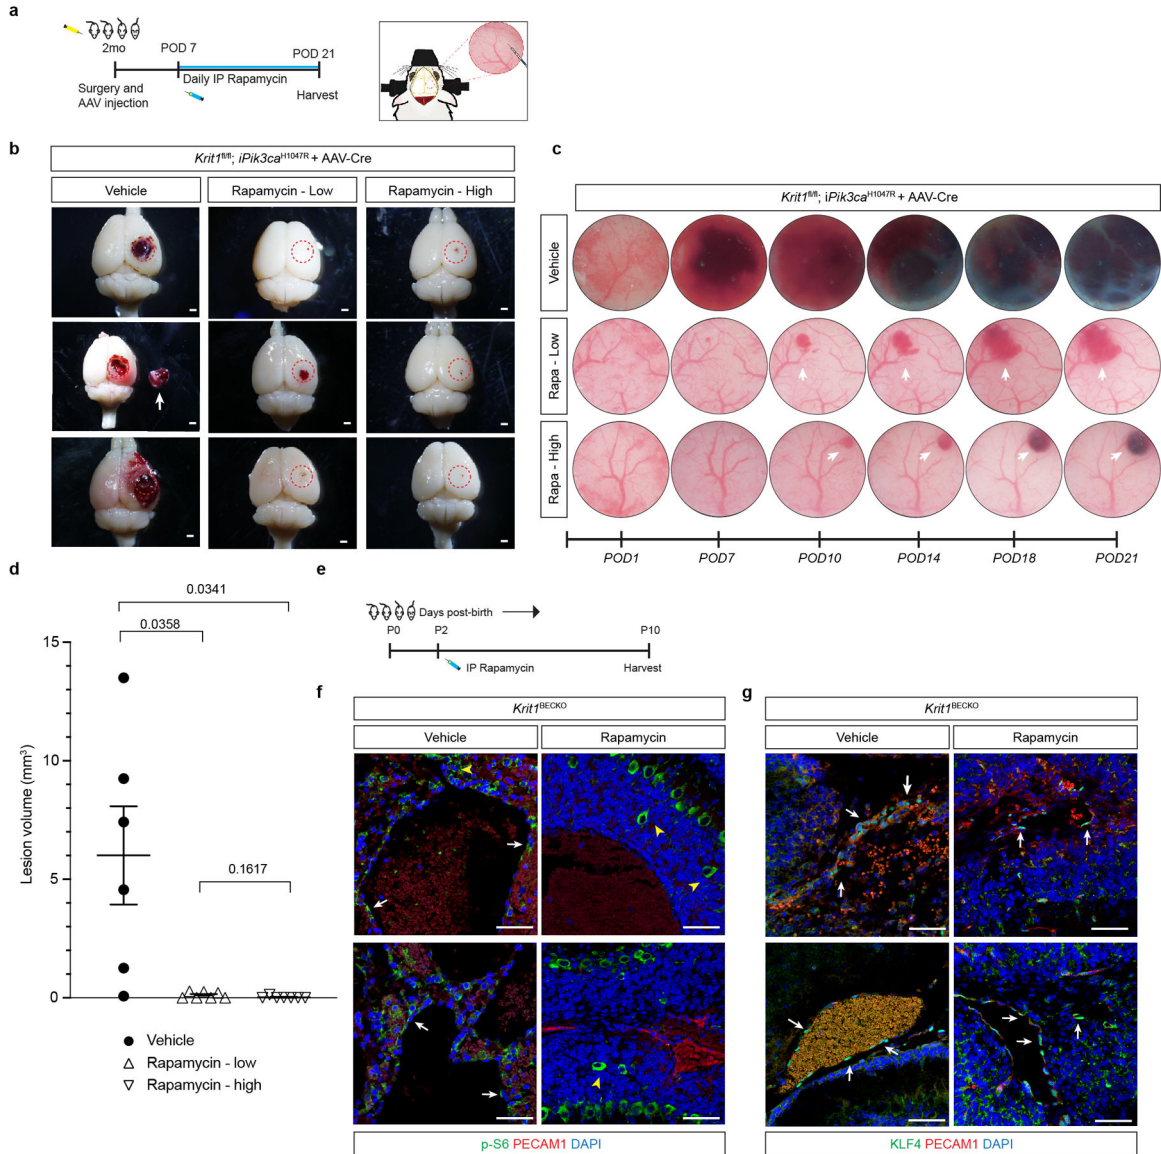 a
2mo
POD 7
POD 21
Daily IP Rapamycin
Surgery and
AAV injection
Harvest
b
Krit1fl/fl; iPik3caH1047R + AAV-Cre
Vehicle
Rapamycin - Low
Rapamycin - High
c
Krit1fl/fl; iPik3caH1047R + AAV-Cre
Vehicle
Rapa - Low
Rapa - High
POD1
POD7
POD10
POD14
POD18
POD21
d
0.0341
0.0358
0.1617
15
10
5
0
Lesion volume (mm3)
Vehicle
Rapamycin - low
Rapamycin - high
e
Days post-birth
P0
P2
P10
IP Rapamycin
Harvest
f
Krit1BECKO
Vehicle
Rapamycin
p-S6 PECAM1 DAPI
g
Krit1BECKO
Vehicle
Rapamycin
KLF4 PECAM1 DAPI